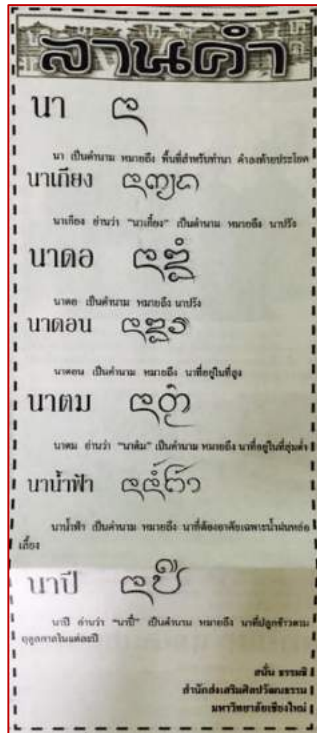 ลานคำ
นา
นา เป็นคำนาม หมายถึง พื้นที่สำหรับทำนา คำลงท้ายประโยค
นาเกียง
นาเกียง อ่านว่า "นาเกี๋ยง" เป็นคำนาม หมายถึง นาปรัง
นาดอ
นาดอ เป็นคำนาม หมายถึง นาปรัง
นาดอน
นาดอน เป็นคำนาม หมายถึง นาที่อยู่ในที่สูง
นาตม
นาตม อ่านว่า "นาต๋ม" เป็นคำนาม หมายถึง นาที่อยู่ในที่ลุ่มต่ำ
นาน้ำฟ้า
นาน้ำฟ้า เป็นคำนาม หมายถึง นาที่ต้องอาศัยเฉพาะน้ำฝนหล่อ
เลี้ยง
นาปี
นาปี อ่านว่า "นาปี๋" เป็นคำนาม หมายถึง นาที่ปลูกข้าวตาม
ฤดูกาลในแต่ละปี
สนั่น ธรรมธิ
สำนักส่งเสริมศิลปวัฒนธรรม
มหาวิทยาลัยเชียงใหม่